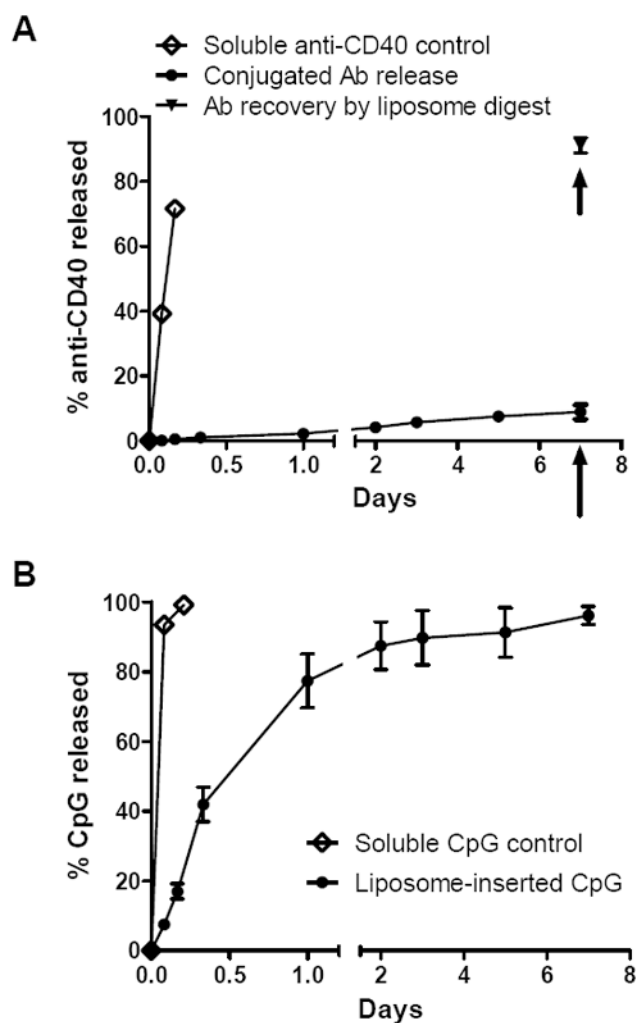 A
Soluble anti-CD40 control
Conjugated Ab release
Ab recovery by liposome digest
% anti-CD40 released
100
80
60
40
20
0
0.0 0.5 1.0 2 4 6 8
Days
B
% CpG released
100
80
60
40
20
0
Soluble CpG control
Liposome-inserted CpG
0.0 0.5 1.0 2 4 6 8
Days